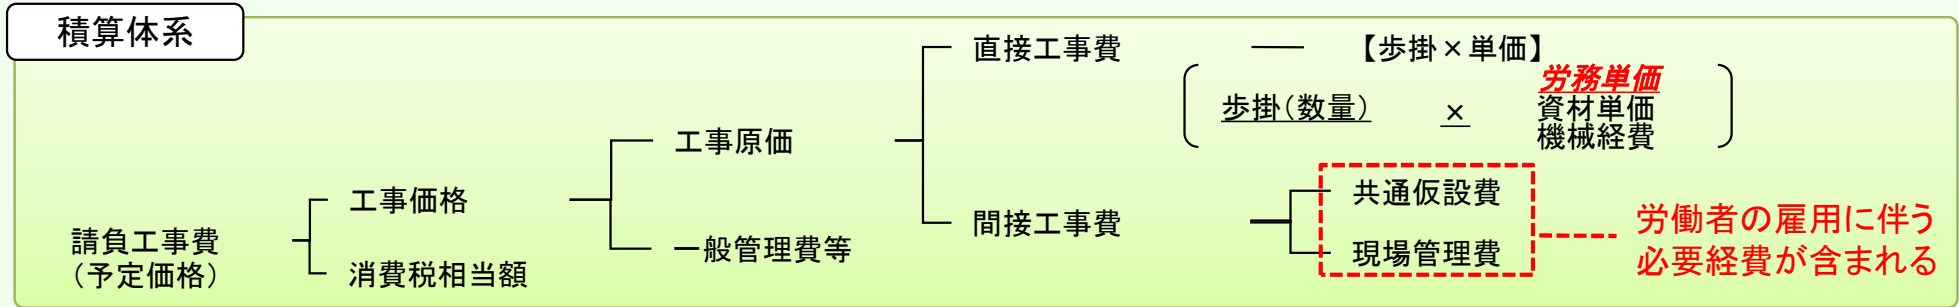 積算体系
請負工事費
（予定価格）
工事価格
消費税相当額
工事原価
一般管理費等
直接工事費
間接工事費
【歩掛×単価】
歩掛（数量） × 労務単価
資材単価
機械経費
共通仮設費
現場管理費
労働者の雇用に伴う
必要経費が含まれる